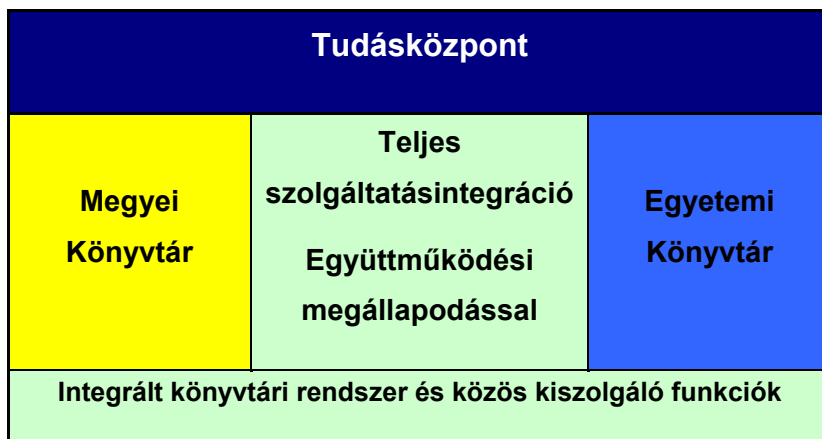 Tudásközpont
Megyei
Könyvtár
Teljes
szolgáltatásintegráció
Együttműködési
megállapodással
Egyetemi
Könyvtár
Integrált könyvtári rendszer és közös kiszolgáló funkciók